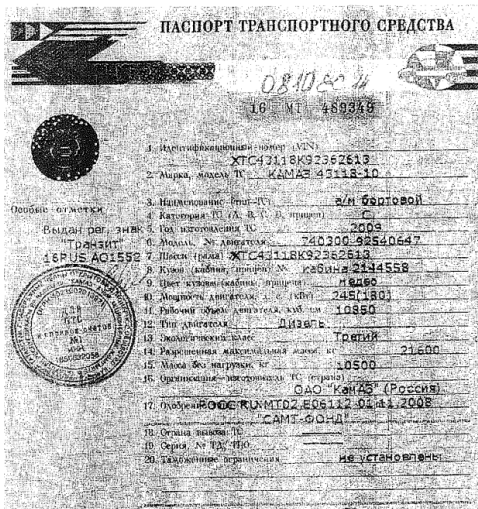 ПАСПОРТ ТРАНСПОРТНОГО СРЕДСТВА
16 МТ 489349
1. Идентификационный номер (VIN)
XTC43118K92362613
2. Марка, модель ТС КАМАЗ 43118-10
3. Наименование (тип ТС) а/м бортовой
4. Категория ТС (A, B, C, D, прицеп) C
Особые отметки
5. Год изготовления ТС 2009
Выдан рег. знак
"Транзит"
16RUS AO1552
6. Модель, № двигателя 740300-92540647
7. Шасси (рама) № XTC43118K92362613
8. Кузов (кабина, прицеп) № кабина 2144558
9. Цвет кузова (кабины, прицепа) медео
10. Мощность двигателя, л. с. (кВт) 245(180)
11. Рабочий объем двигателя, куб. см 10850
12. Тип двигателя Дизель
13. Экологический класс Третий
14. Разрешенная максимальная масса, кг 21600
15. Масса без нагрузки, кг 10500
16. Организация-изготовитель ТС (страна)
ОАО "КамАЗ" (Россия)
17. Одобрение РОСС RU.MT02.E06112 01.11.2008
"САМТ-ФОНД"
18. Страна вывоза ТС
19. Серия, № ТД, ТПО
20. Таможенные ограничения не установлены